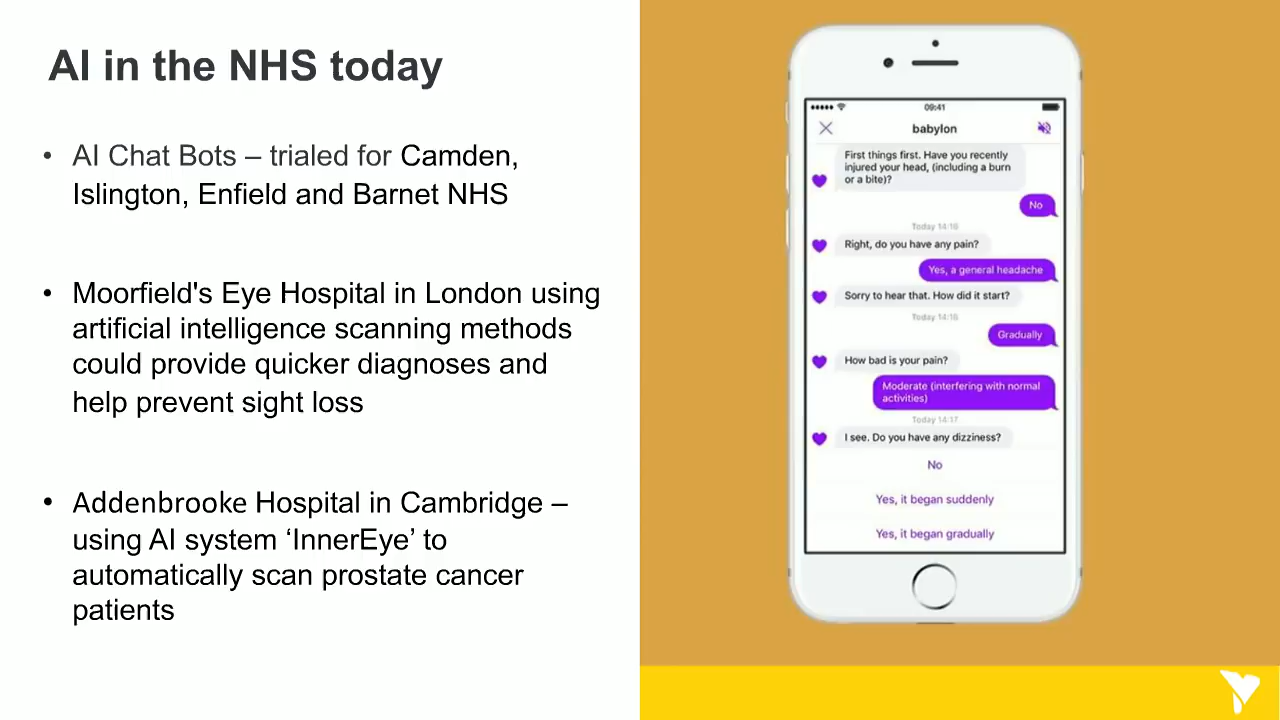 AI in the NHS today
• AI Chat Bots – trialed for Camden,
Islington, Enfield and Barnet NHS
• Moorfield's Eye Hospital in London using
artificial intelligence scanning methods
could provide quicker diagnoses and
help prevent sight loss
• Addenbrooke Hospital in Cambridge –
using AI system ‘InnerEye’ to
automatically scan prostate cancer
patients
09:41
babylon
First things first. Have you recently
injured your head, (including a burn
or a bite)?
No
Today 14:16
Right, do you have any pain?
Yes, a general headache
Sorry to hear that. How did it start?
Today 14:16
Gradually
How bad is your pain?
Moderate (interfering with normal
activities)
Today 14:17
I see. Do you have any dizziness?
No
Yes, it began suddenly
Yes, it began gradually